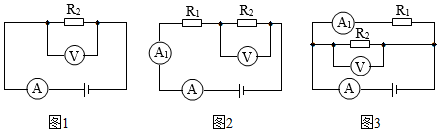 R₂
V
A
图1
R₁ R₂
A₁ V
A
图2
A₁ R₁
R₂
V
A
图3